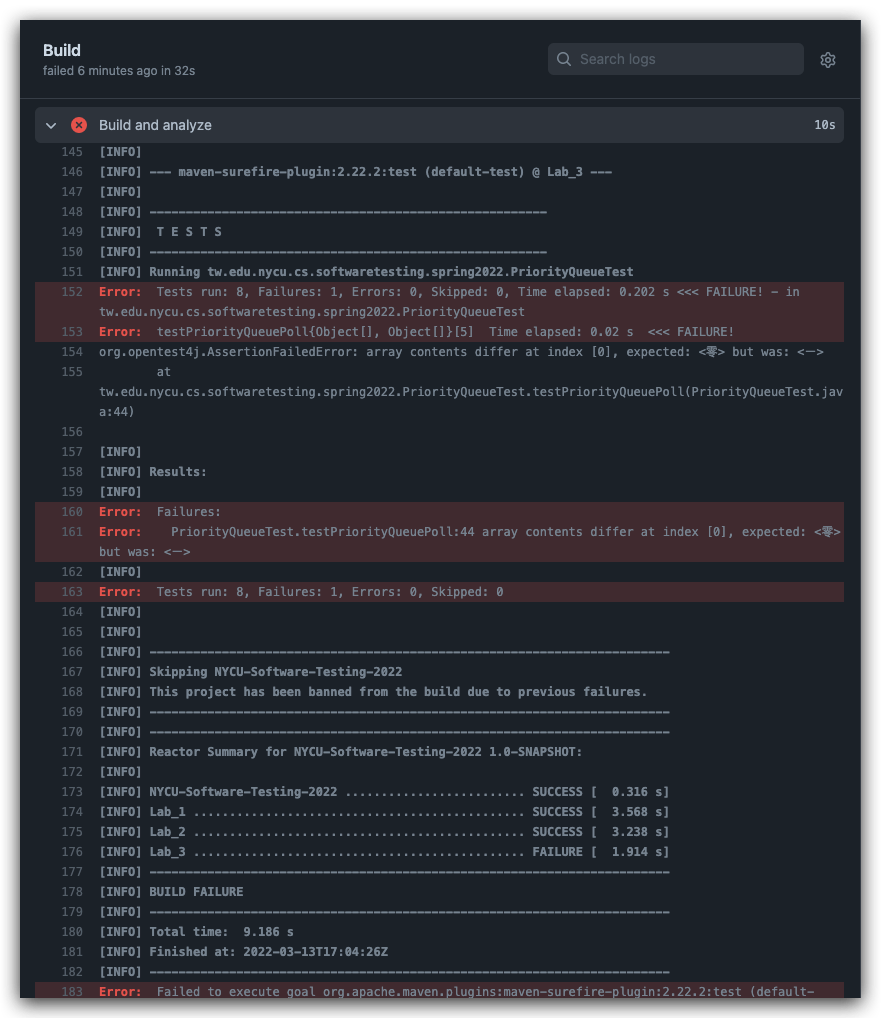 Build
failed 6 minutes ago in 32s
Search logs
Build and analyze 10s
145 [INFO]
146 [INFO] --- maven-surefire-plugin:2.22.2:test (default-test) @ Lab_3 ---
147 [INFO]
148 [INFO] -------------------------------------------------------
149 [INFO]  T E S T S
150 [INFO] -------------------------------------------------------
151 [INFO] Running tw.edu.nycu.cs.softwaretesting.spring2022.PriorityQueueTest
152 Error:  Tests run: 8, Failures: 1, Errors: 0, Skipped: 0, Time elapsed: 0.202 s <<< FAILURE! - in
tw.edu.nycu.cs.softwaretesting.spring2022.PriorityQueueTest
153 Error:  testPriorityQueuePoll{Object[], Object[]}[5]  Time elapsed: 0.02 s  <<< FAILURE!
154 org.opentest4j.AssertionFailedError: array contents differ at index [0], expected: <零> but was: <一>
155 at
tw.edu.nycu.cs.softwaretesting.spring2022.PriorityQueueTest.testPriorityQueuePoll(PriorityQueueTest.jav
a:44)
156
157 [INFO]
158 [INFO] Results:
159 [INFO]
160 Error:  Failures:
161 Error:    PriorityQueueTest.testPriorityQueuePoll:44 array contents differ at index [0], expected: <零>
but was: <一>
162 [INFO]
163 Error:  Tests run: 8, Failures: 1, Errors: 0, Skipped: 0
164 [INFO]
165 [INFO]
166 [INFO] ------------------------------------------------------------------------
167 [INFO] Skipping NYCU-Software-Testing-2022
168 [INFO] This project has been banned from the build due to previous failures.
169 [INFO] ------------------------------------------------------------------------
170 [INFO] ------------------------------------------------------------------------
171 [INFO] Reactor Summary for NYCU-Software-Testing-2022 1.0-SNAPSHOT:
172 [INFO]
173 [INFO] NYCU-Software-Testing-2022 ......................... SUCCESS [  0.316 s]
174 [INFO] Lab_1 .............................................. SUCCESS [  3.568 s]
175 [INFO] Lab_2 .............................................. SUCCESS [  3.238 s]
176 [INFO] Lab_3 .............................................. FAILURE [  1.914 s]
177 [INFO] ------------------------------------------------------------------------
178 [INFO] BUILD FAILURE
179 [INFO] ------------------------------------------------------------------------
180 [INFO] Total time:  9.186 s
181 [INFO] Finished at: 2022-03-13T17:04:26Z
182 [INFO] ------------------------------------------------------------------------
183 Error:  Failed to execute goal org.apache.maven.plugins:maven-surefire-plugin:2.22.2:test (default-